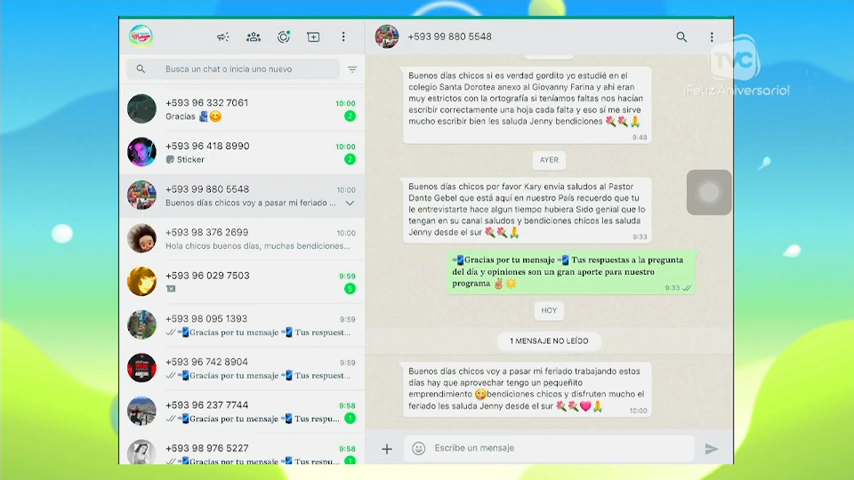 +593 99 880 5548
TVC
¡Feliz Aniversario!
Busca un chat o inicia uno nuevo
+593 96 332 7061
10:00
Gracias
2
+593 96 418 8990
10:00
Sticker
2
+593 99 880 5548
10:00
Buenos días chicos voy a pasar mi feriado ...
+593 98 376 2699
10:00
Hola chicos buenos días, muchas bendiciones...
+593 96 029 7503
9:59
5
+593 98 095 1393
9:59
Gracias por tu mensaje 📲 Tus respuest...
+593 96 742 8904
9:59
Gracias por tu mensaje 📲 Tus respuest...
+593 96 237 7744
9:58
Gracias por tu mensaje 📲 Tus respu...
1
+593 98 976 5227
9:58
Gracias por tu mensaje 📲 Tus respu...
1
Buenos días chicos si es verdad gordito yo estudié en el
colegio Santa Dorotea anexo al Giovanny Farina y ahi eran
muy estrictos con la ortografía si teníamos faltas nos hacían
escribir correctamente una hoja cada falta y eso sí me sirve
mucho escribir bien les saluda Jenny bendiciones 🌷🌷🙏
9:48
AYER
Buenos días chicos por favor Kary envía saludos al Pastor
Dante Gebel que está aquí en nuestro País recuerdo que tu
le entrevistarte hace algun tiempo hubiera Sido genial que lo
tengan en su canal saludos y bendiciones chicos les saluda
Jenny desde el sur 🌷🌷🙏
9:33
📲Gracias por tu mensaje 📲 Tus respuestas a la pregunta
del día y opiniones son un gran aporte para nuestro
programa ✌🌟
9:33
HOY
1 MENSAJE NO LEÍDO
Buenos días chicos voy a pasar mi feriado trabajando estos
días hay que aprovechar tengo un pequeñito
emprendimiento 😋bendiciones chicos y disfruten mucho el
feriado les saluda Jenny desde el sur 🌷🌷💗🙏
10:00
Escribe un mensaje